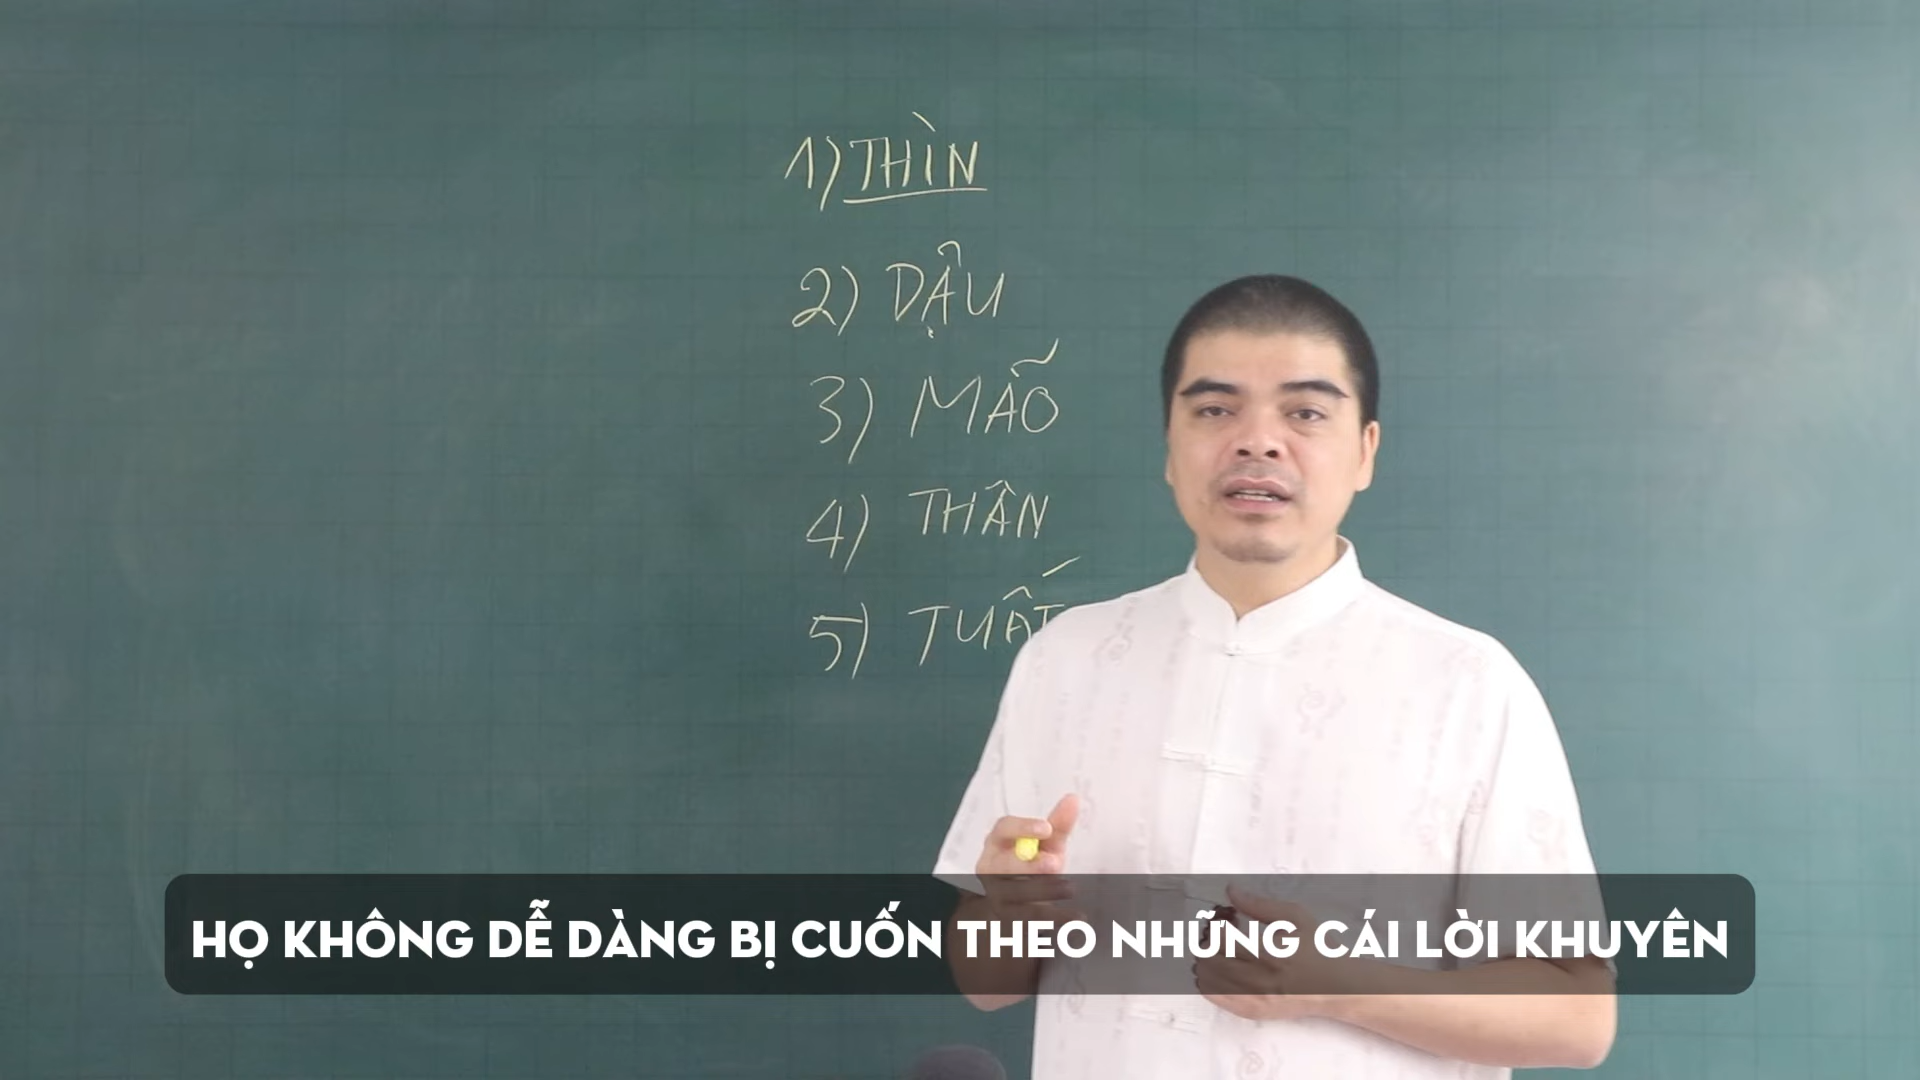 1) THÌN
2) DẬU
3) MÃO
4) THÂN
5) TUẤT
HỌ KHÔNG DỄ DÀNG BỊ CUỐN THEO NHỮNG CÁI LỜI KHUYÊN